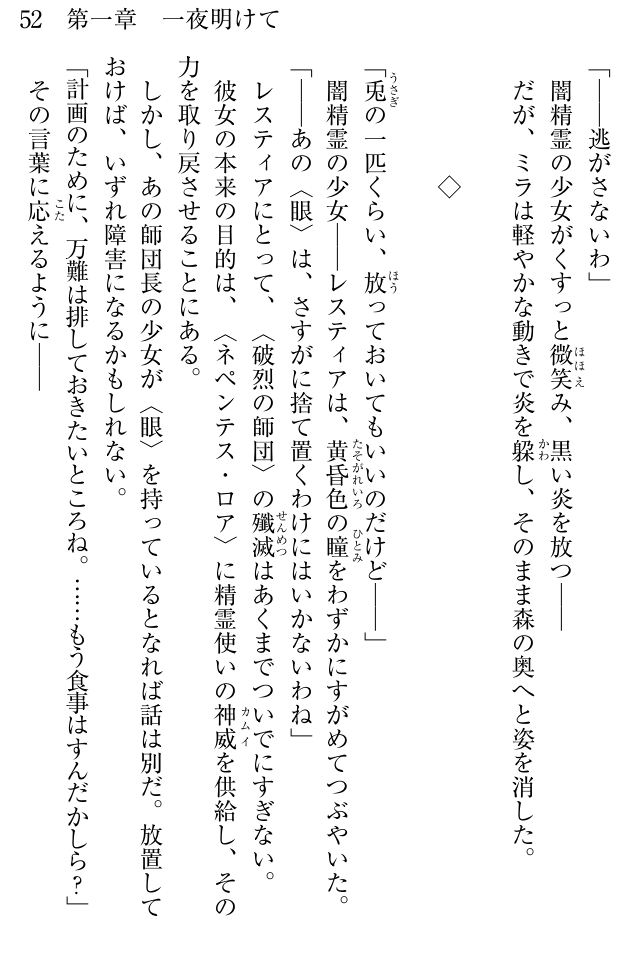 52　第一章　一夜明けて
「――逃がさないわ」
　闇精霊の少女がくすっと微笑み、黒い炎を放つ――
　だが、ミラは軽やかな動きで炎を躱し、そのまま森の奥へと姿を消した。
◇
「兎の一匹くらい、放っておいてもいいのだけど――」
　闇精霊の少女――レスティアは、黄昏色の瞳をわずかにすがめてつぶやいた。
「――あの〈眼〉は、さすがに捨て置くわけにはいかないわね」
　レスティアにとって、〈破烈の師団〉の殲滅はあくまでついでにすぎない。
　彼女の本来の目的は、〈ネペンテス・ロア〉に精霊使いの神威を供給し、その
力を取り戻させることにある。
　しかし、あの師団長の少女が〈眼〉を持っているとなれば話は別だ。放置して
おけば、いずれ障害になるかもしれない。
「計画のために、万難は排しておきたいところね。……もう食事はすんだかしら？」
　その言葉に応えるように――